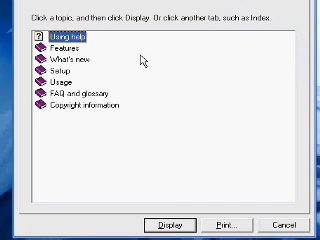 Click a topic, and then click Display. Or click another tab, such as Index.
Using help
Features
What's new
Setup
Usage
FAQ and glossary
Copyright information
Display
Print...
Cancel